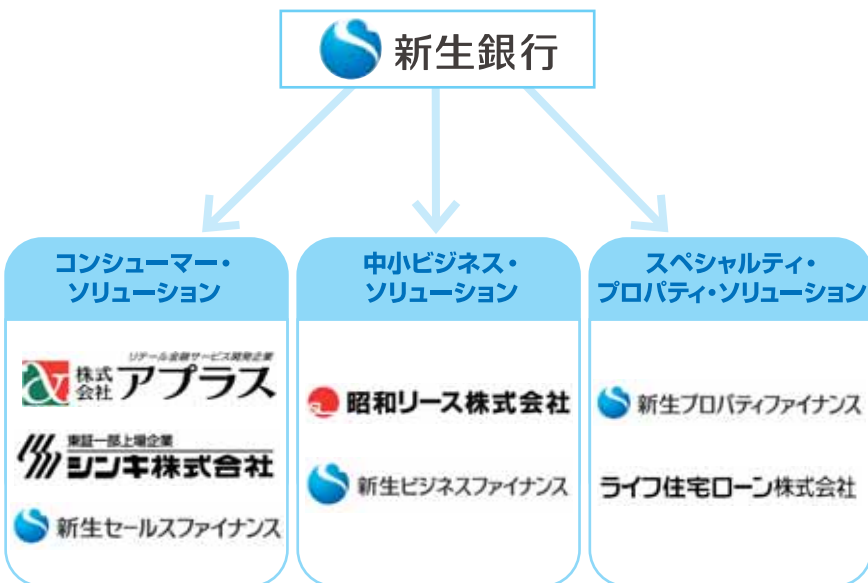 新生銀行
コンシューマー・
ソリューション
リテール金融サービス開発企業
株式会社 アプラス
東証一部上場企業
シンキ株式会社
新生セールスファイナンス
中小ビジネス・
ソリューション
昭和リース株式会社
新生ビジネスファイナンス
スペシャルティ・
プロパティ・ソリューション
新生プロパティファイナンス
ライフ住宅ローン株式会社